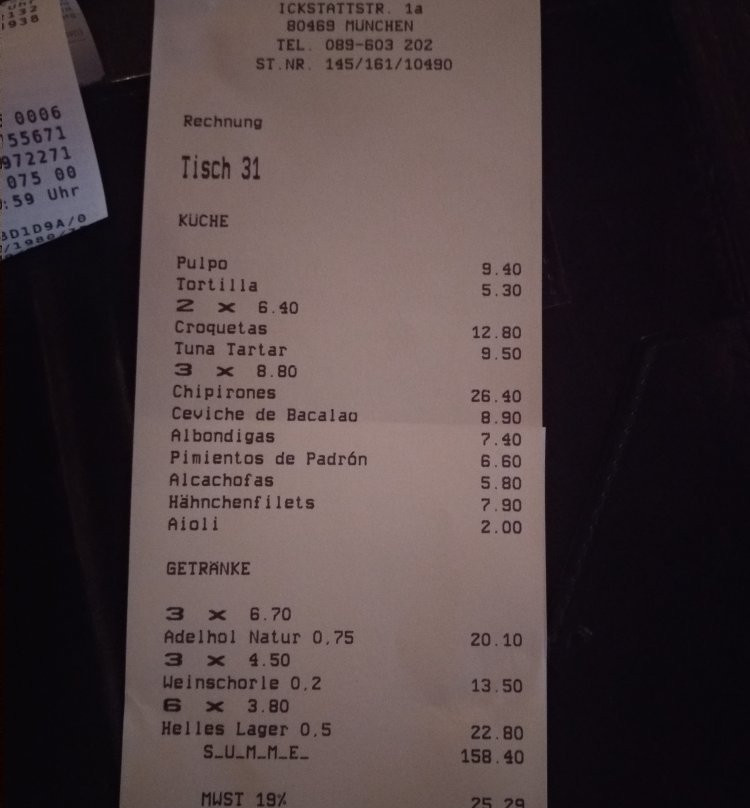 ICKSTATTSTR. 1a
80469 MÜNCHEN
TEL. 089-603 202
ST.NR. 145/161/10490
Rechnung
Tisch 31
KÜCHE
Pulpo 9.40
Tortilla 5.30
2 x 6.40
Croquetas 12.80
Tuna Tartar 9.50
3 x 8.80
Chipirones 26.40
Ceviche de Bacalao 8.90
Albondigas 7.40
Pimientos de Padrón 6.60
Alcachofas 5.80
Hähnchenfilets 7.90
Aioli 2.00
GETRÄNKE
3 x 6.70
Adelhol Natur 0,75 20.10
3 x 4.50
Weinschorle 0,2 13.50
6 x 3.80
Helles Lager 0,5 22.80
S_U_M_M_E_ 158.40
MWST 19% 25.29
1938
0006
55671
972271
075 00
:59 Uhr